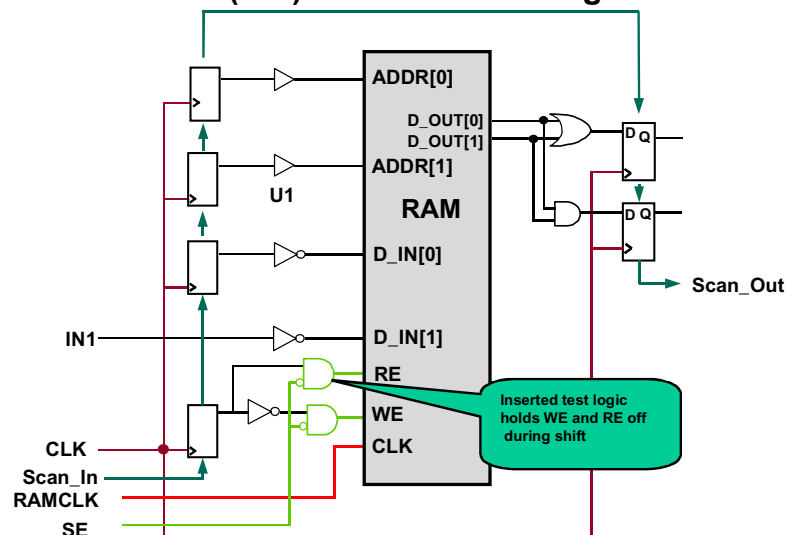 ADDR[0]
D_OUT[0]
D_OUT[1]
D Q
ADDR[1]
U1
RAM
D Q
D_IN[0]
Scan_Out
IN1
D_IN[1]
RE
Inserted test logic
holds WE and RE off
during shift
WE
CLK
CLK
Scan_In
RAMCLK
SE